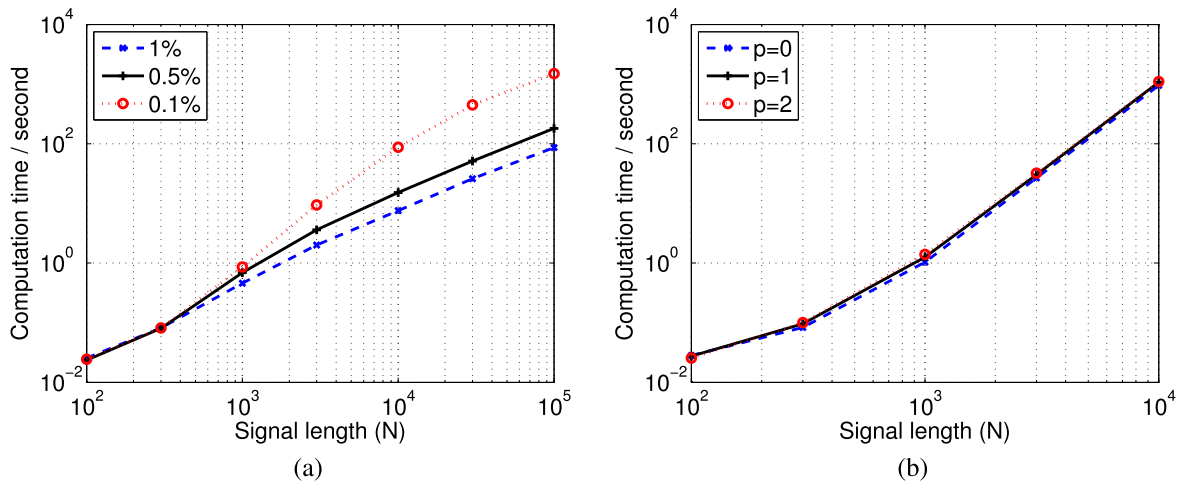 10^4
10^2
10^0
10^-2
Computation time / second
1%
0.5%
0.1%
10^2
10^3
10^4
10^5
Signal length (N)
(a)
10^4
10^2
10^0
10^-2
Computation time / second
p=0
p=1
p=2
10^2
10^3
10^4
Signal length (N)
(b)